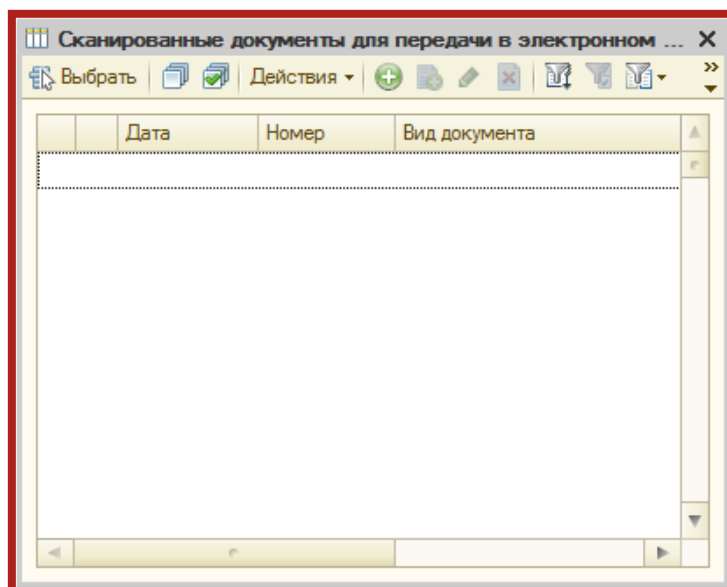 Сканированные документы для передачи в электронном ...
Выбрать Действия
Дата Номер Вид документа